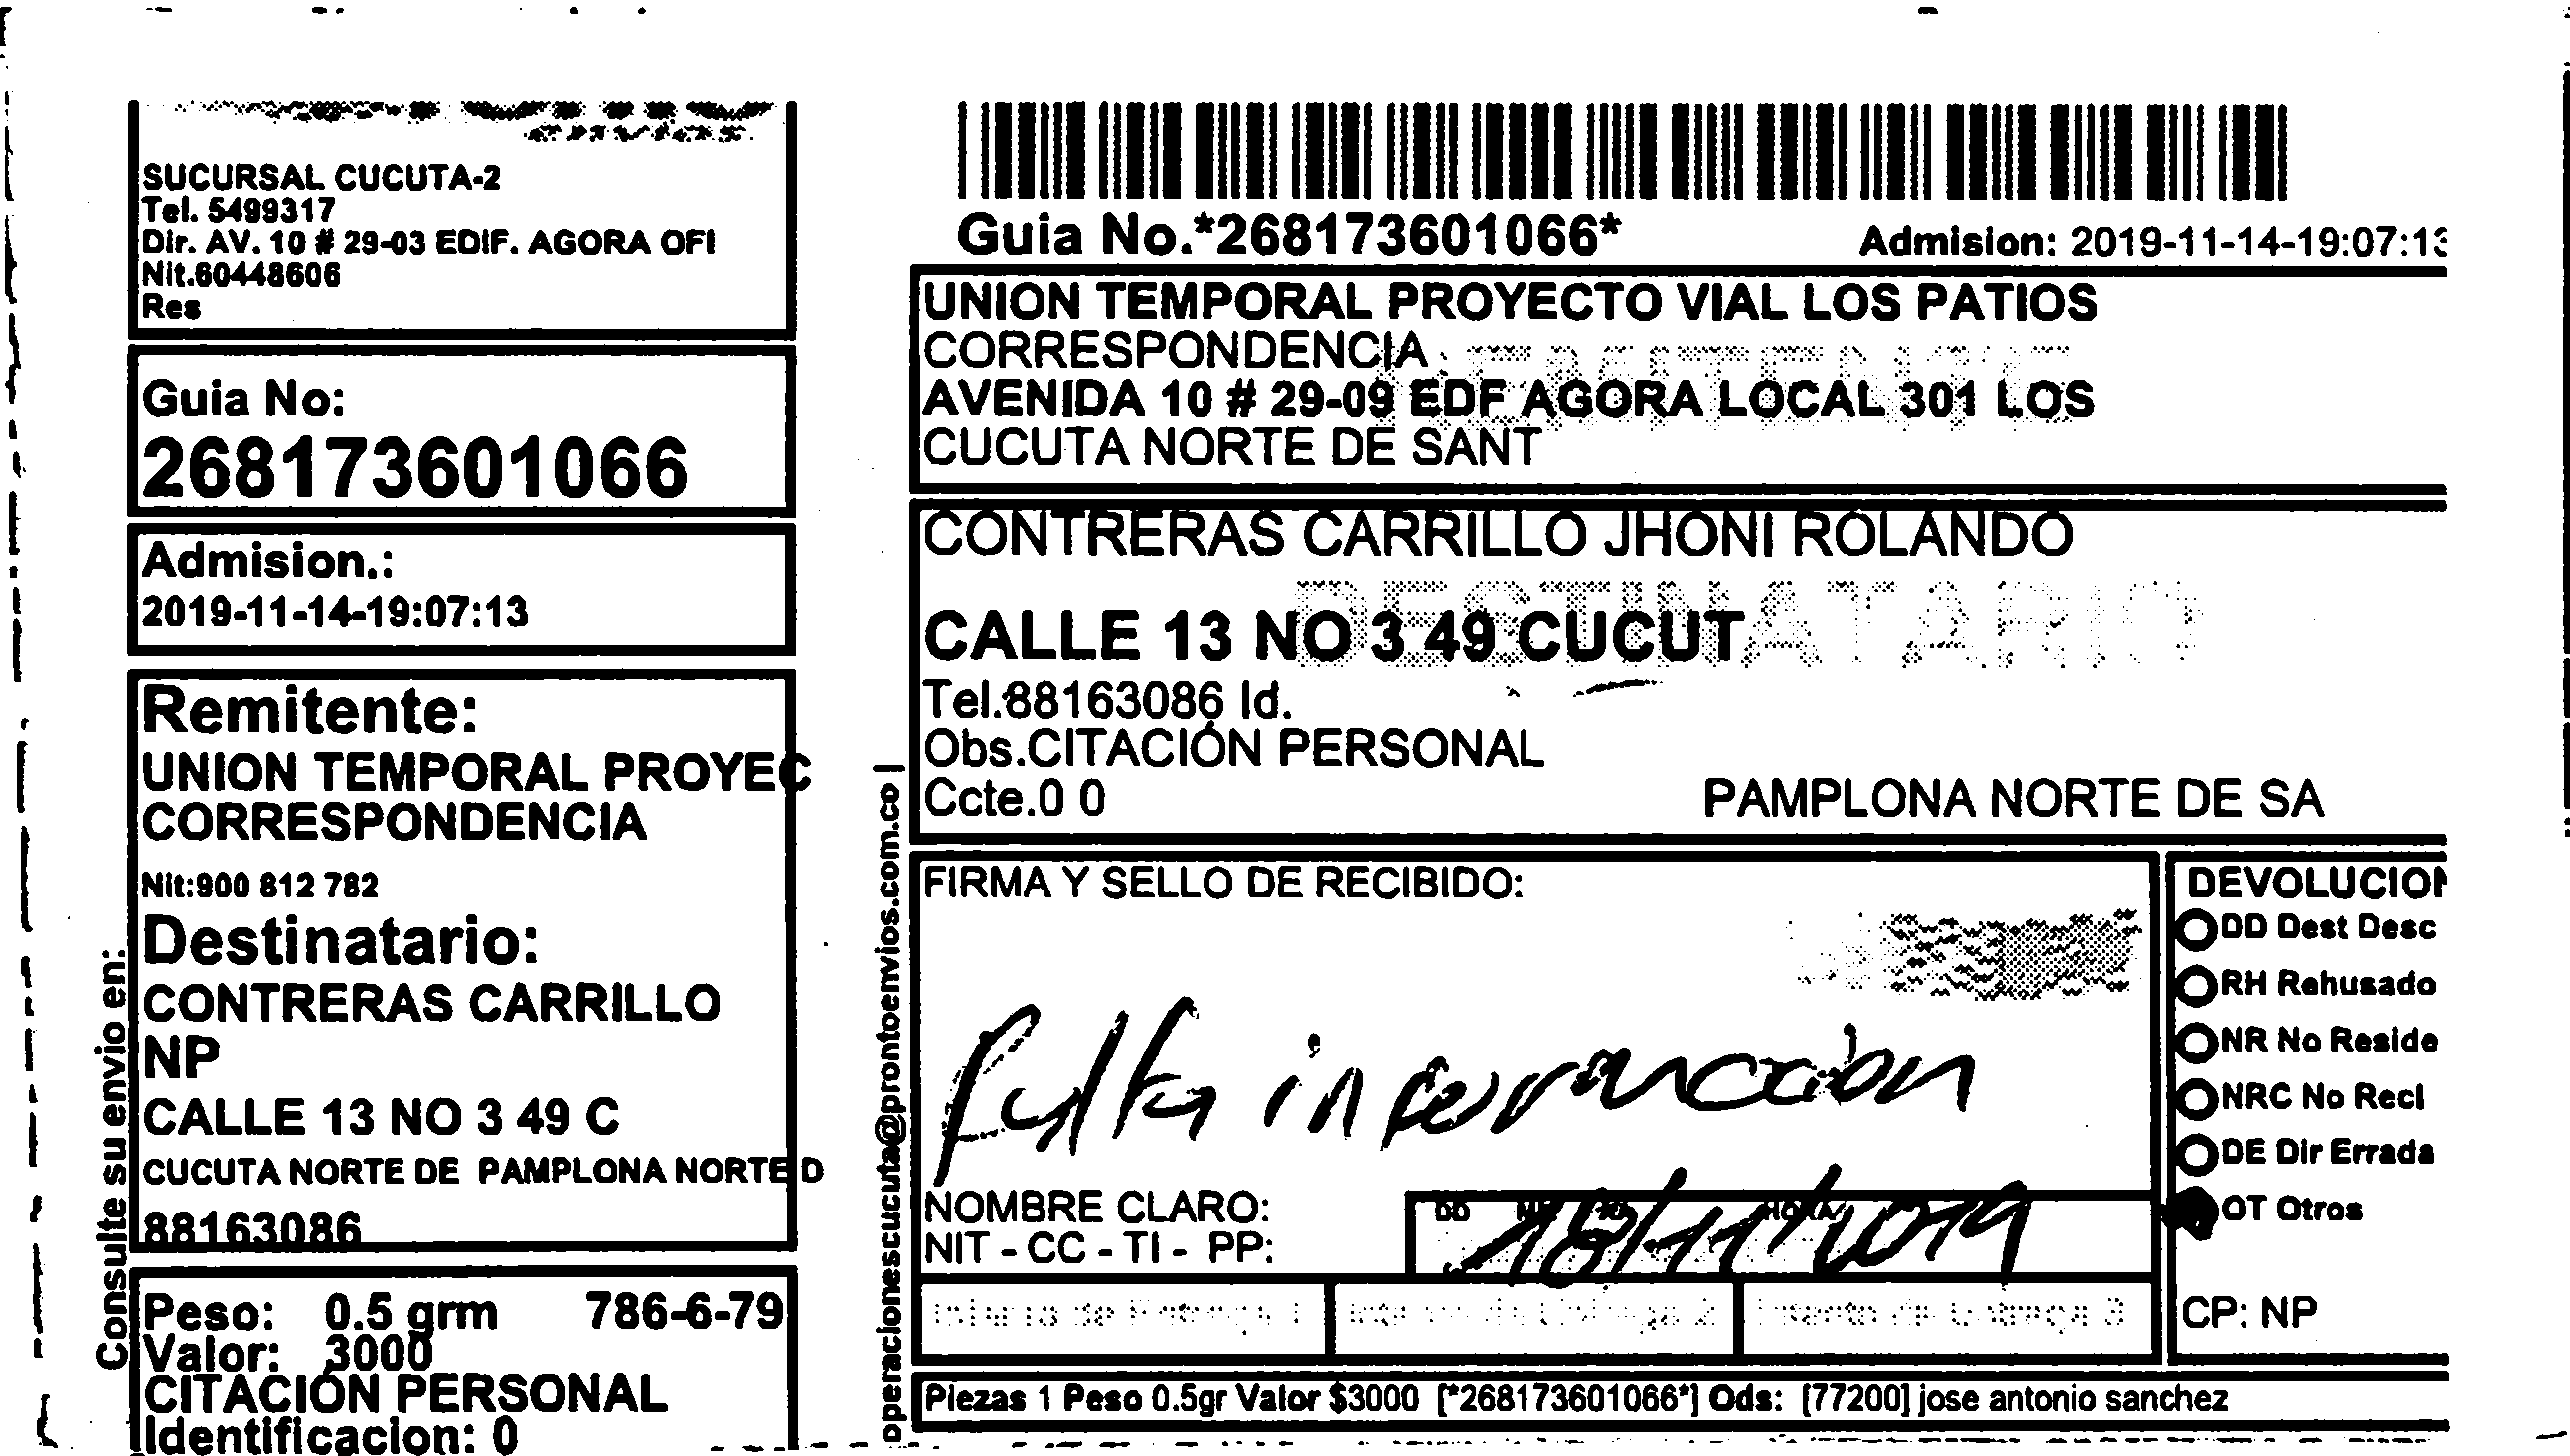 SUCURSAL CUCUTA-2
Tel. 5499317
Dir. AV. 10 # 29-03 EDIF. AGORA OFI
Nit.60448606
Res
Guia No:
268173601066
Admision.:
2019-11-14-19:07:13
Remitente:
UNION TEMPORAL PROYEC
CORRESPONDENCIA
Nit:900 812 782
Destinatario:
CONTRERAS CARRILLO
NP
CALLE 13 NO 3 49 C
CUCUTA NORTE DE PAMPLONA NORTE D
88163086
Peso: 0.5 grm 786-6-79
Valor: 3000
CITACIÓN PERSONAL
Identificacion: 0
Consulte su envio en:
operacionescucuta@prontoenvios.com.co |
Guia No.*268173601066*
Admision: 2019-11-14-19:07:13
UNION TEMPORAL PROYECTO VIAL LOS PATIOS
CORRESPONDENCIA
REMITENTE
AVENIDA 10 # 29-09 EDF AGORA LOCAL 301 LOS
CUCUTA NORTE DE SANT
CONTRERAS CARRILLO JHONI ROLANDO
DESTINATARIO
CALLE 13 NO 3 49 CUCUT
Tel.88163086 Id.
Obs.CITACIÓN PERSONAL
Ccte.0 0 PAMPLONA NORTE DE SA
FIRMA Y SELLO DE RECIBIDO:
falta información
NOMBRE CLARO:
NIT - CC - TI - PP:
DD HORA
18/11/2019
DEVOLUCION
DD Dest Desc
RH Rehusado
NR No Reside
NRC No Reci
DE Dir Errada
OT Otros
CP: NP
Piezas 1 Peso 0.5gr Valor $3000 [*268173601066*] Ods: [77200] jose antonio sanchez